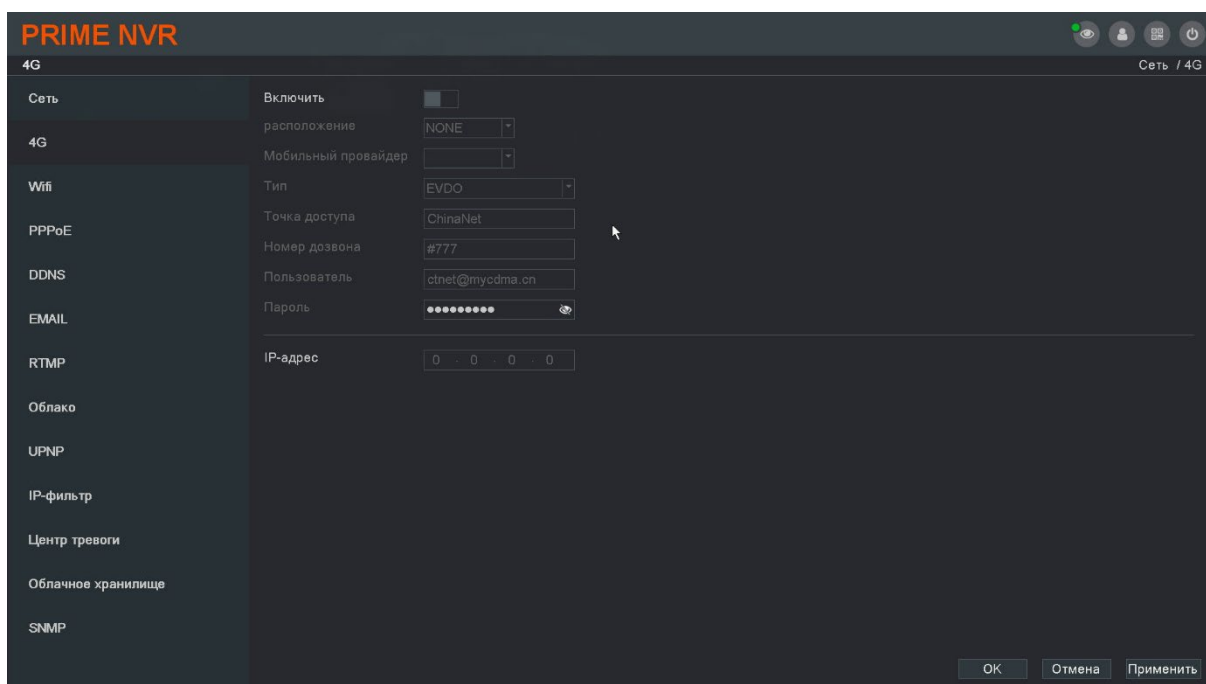 PRIME NVR
4G
Сеть / 4G
Сеть
4G
Wifi
PPPoE
DDNS
EMAIL
RTMP
Облако
UPNP
IP-фильтр
Центр тревоги
Облачное хранилище
SNMP
Включить
расположение NONE
Мобильный провайдер
Тип EVDO
Точка доступа ChinaNet
Номер дозвона #777
Пользователь ctnet@mycdma.cn
Пароль ●●●●●●●●●
IP-адрес 0 . 0 . 0 . 0
OK Отмена Применить